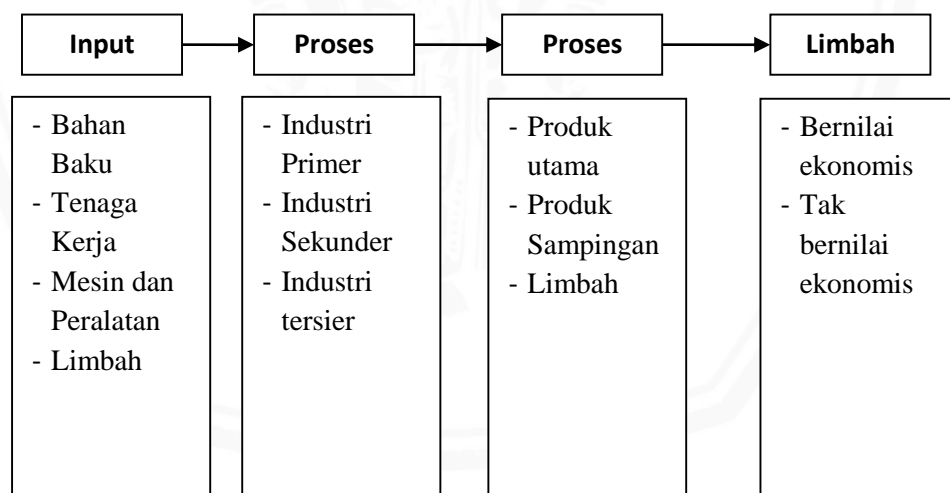 Input
Proses
Proses
Limbah
- Bahan
Baku
- Tenaga
Kerja
- Mesin dan
Peralatan
- Limbah
- Industri
Primer
- Industri
Sekunder
- Industri
tersier
- Produk
utama
- Produk
Sampingan
- Limbah
- Bernilai
ekonomis
- Tak
bernilai
ekonomis